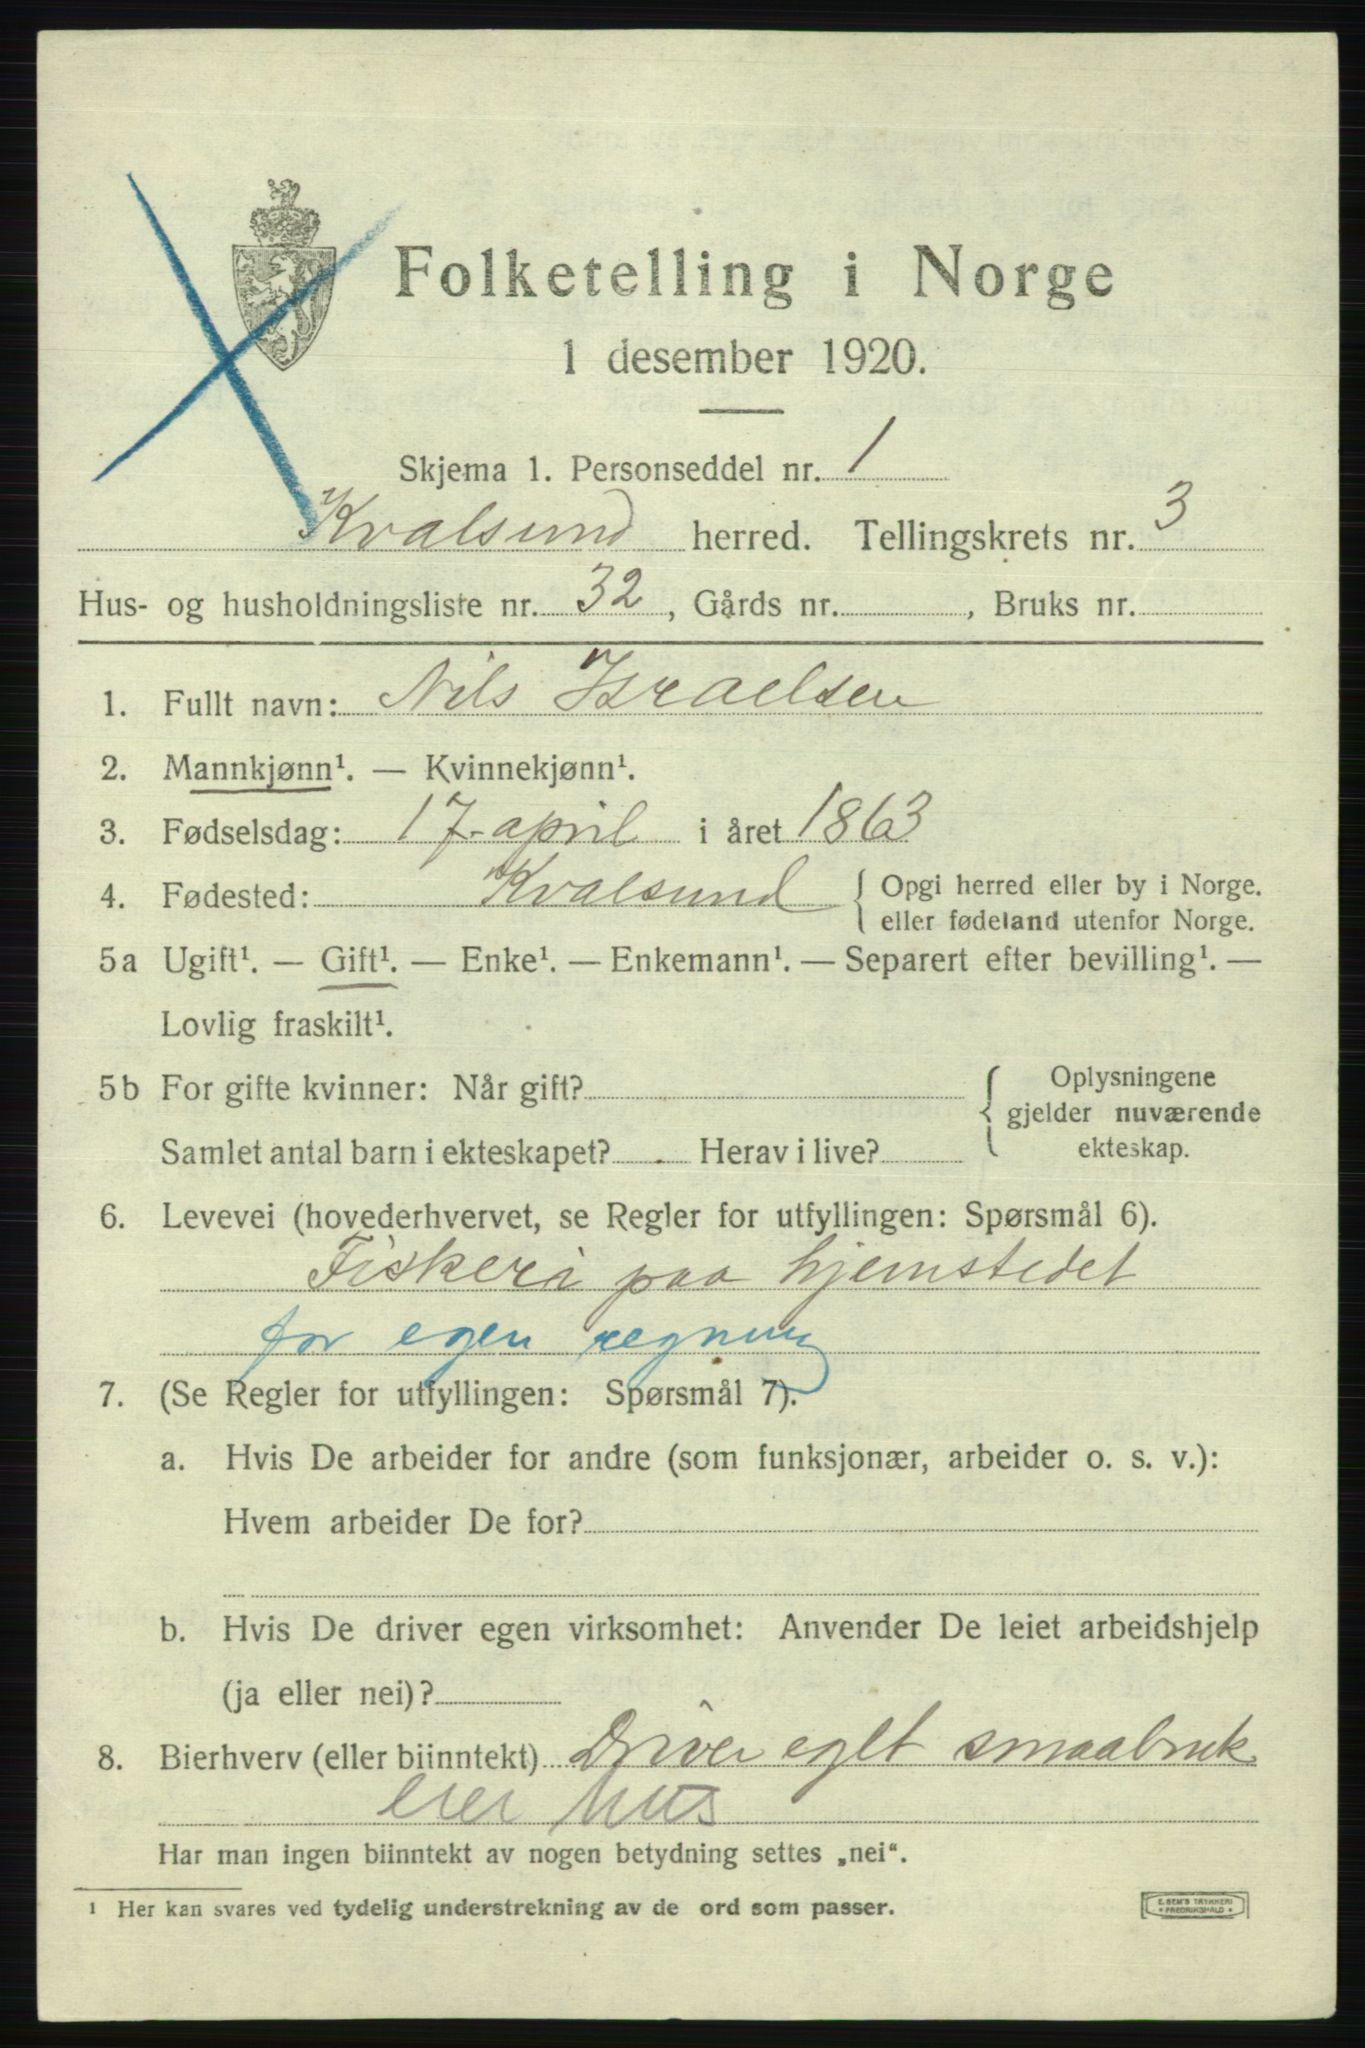 Folketelling i Norge
1 desember 1920.
Skjema 1. Personseddel nr. 1
Kvalsund herred. Tellingskrets nr. 3
Hus- og husholdningsliste nr. 32, Gårds nr. , Bruks nr.
1. Fullt navn: Nils Israelsen
2. Mannkjønn¹. — Kvinnekjønn¹.
3. Fødselsdag: 17 - april i året 1863
4. Fødested: Kvalsund { Opgi herred eller by i Norge.
eller fødeland utenfor Norge.
5a Ugift¹. — Gift¹. — Enke¹. — Enkemann¹. — Separert efter bevilling¹. —
Lovlig fraskilt¹.
5b For gifte kvinner: Når gift?
Samlet antal barn i ekteskapet? Herav i live?
{ Oplysningene
gjelder nuværende
ekteskap.
6. Levevei (hovederhvervet, se Regler for utfyllingen: Spørsmål 6).
Fiskeri paa hjemstedet
for egen regning
7. (Se Regler for utfyllingen: Spørsmål 7).
a. Hvis De arbeider for andre (som funksjonær, arbeider o. s. v.):
Hvem arbeider De for?
b. Hvis De driver egen virksomhet: Anvender De leiet arbeidshjelp
(ja eller nei)?
8. Bierhverv (eller biinntekt) Driver eget smaabruk
eier hus
Har man ingen biinntekt av nogen betydning settes „nei“.
¹ Her kan svares ved tydelig understrekning av de ord som passer.
E. SEM'S TRYKKERI
• FREDRIKSHALD •